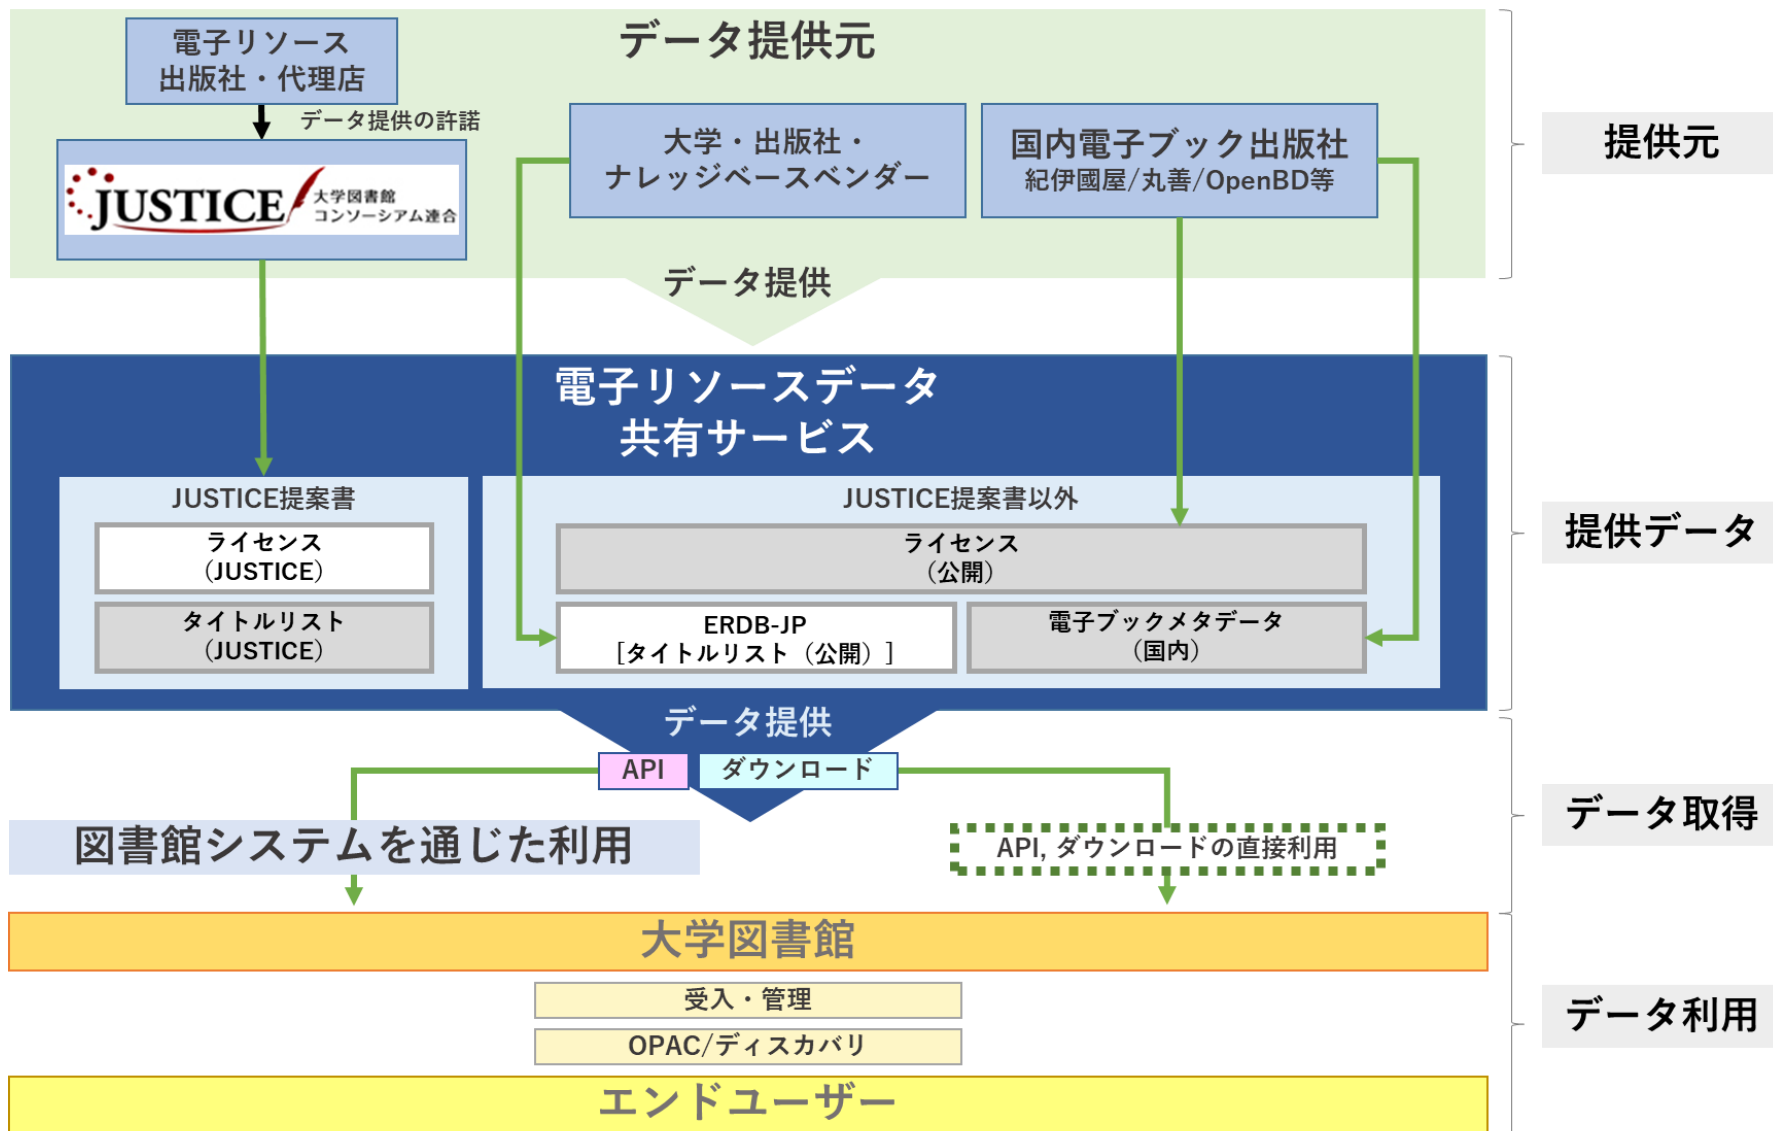 データ提供元
電子リソース
出版社・代理店
データ提供の許諾
JUSTICE
大学図書館
コンソーシアム連合
大学・出版社・
ナレッジベースベンダー
国内電子ブック出版社
紀伊國屋/丸善/OpenBD等
提供元
データ提供
電子リソースデータ
共有サービス
JUSTICE提案書
ライセンス
（JUSTICE）
タイトルリスト
（JUSTICE）
JUSTICE提案書以外
ライセンス
（公開）
ERDB-JP
[タイトルリスト（公開）]
電子ブックメタデータ
（国内）
提供データ
データ提供
API
ダウンロード
図書館システムを通じた利用
API, ダウンロードの直接利用
データ取得
大学図書館
受入・管理
OPAC/ディスカバリ
データ利用
エンドユーザー